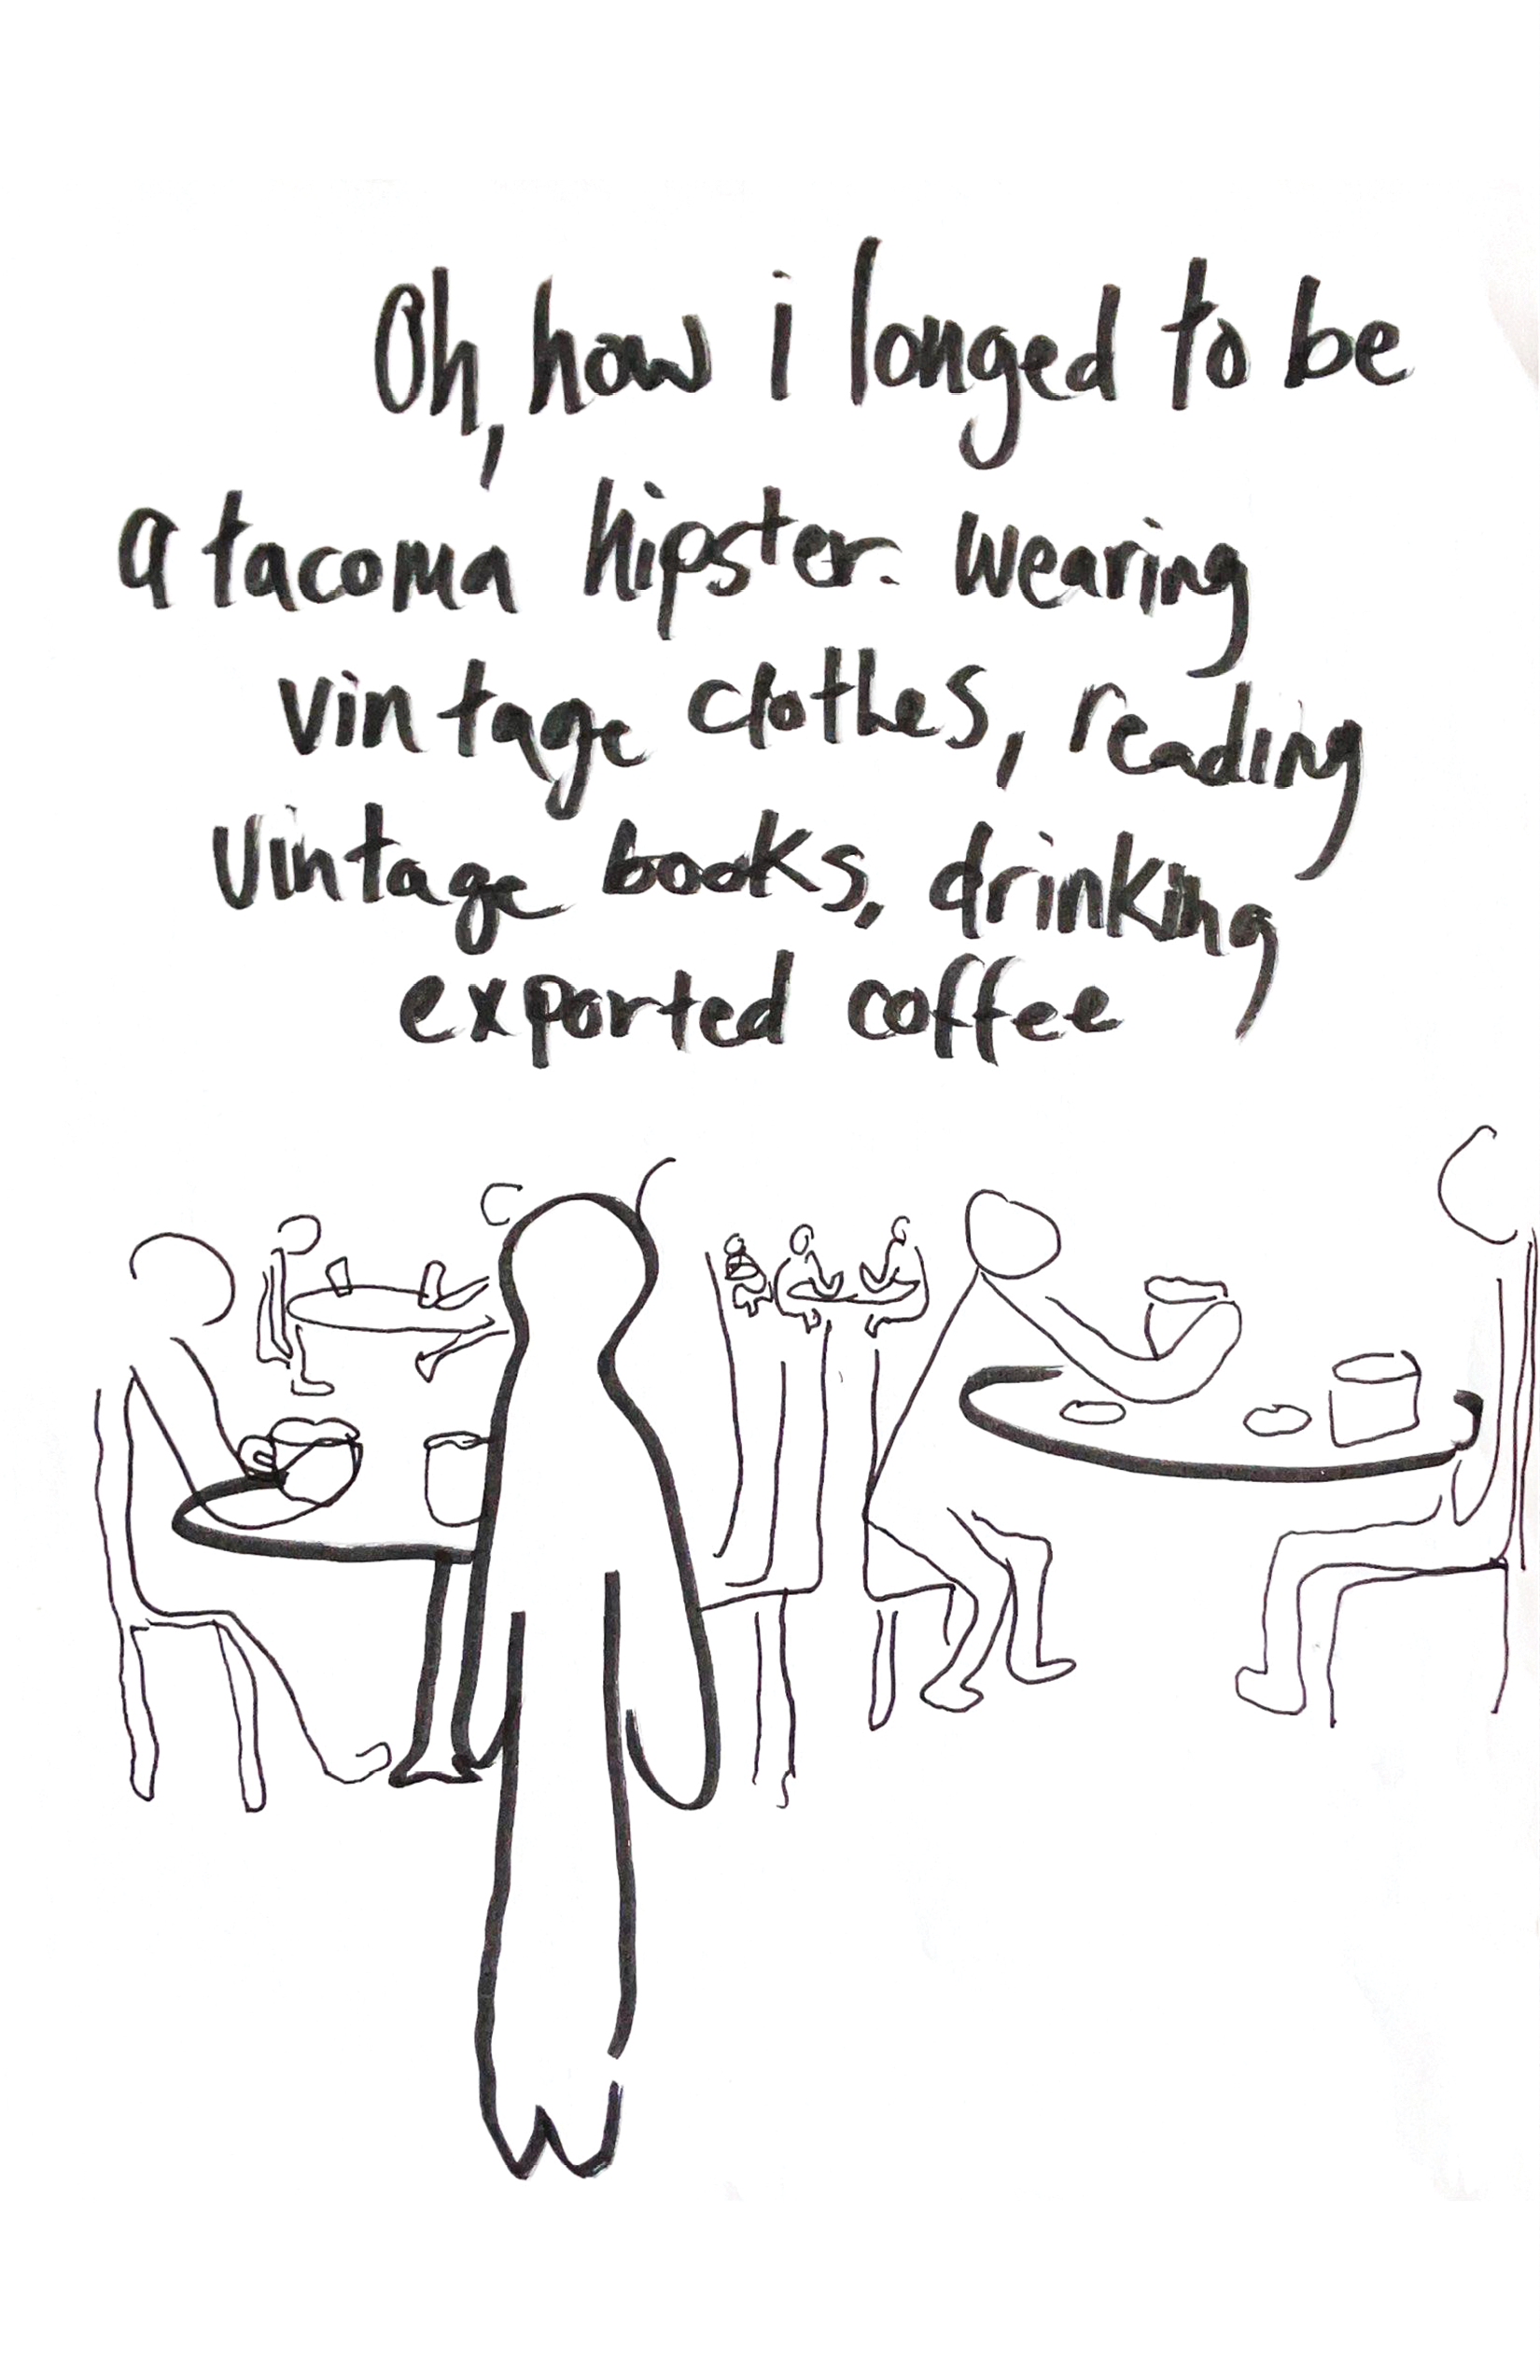 Oh, how i longed to be
a tacoma hipster. wearing
vintage clothes, reading
vintage books, drinking
exported coffee